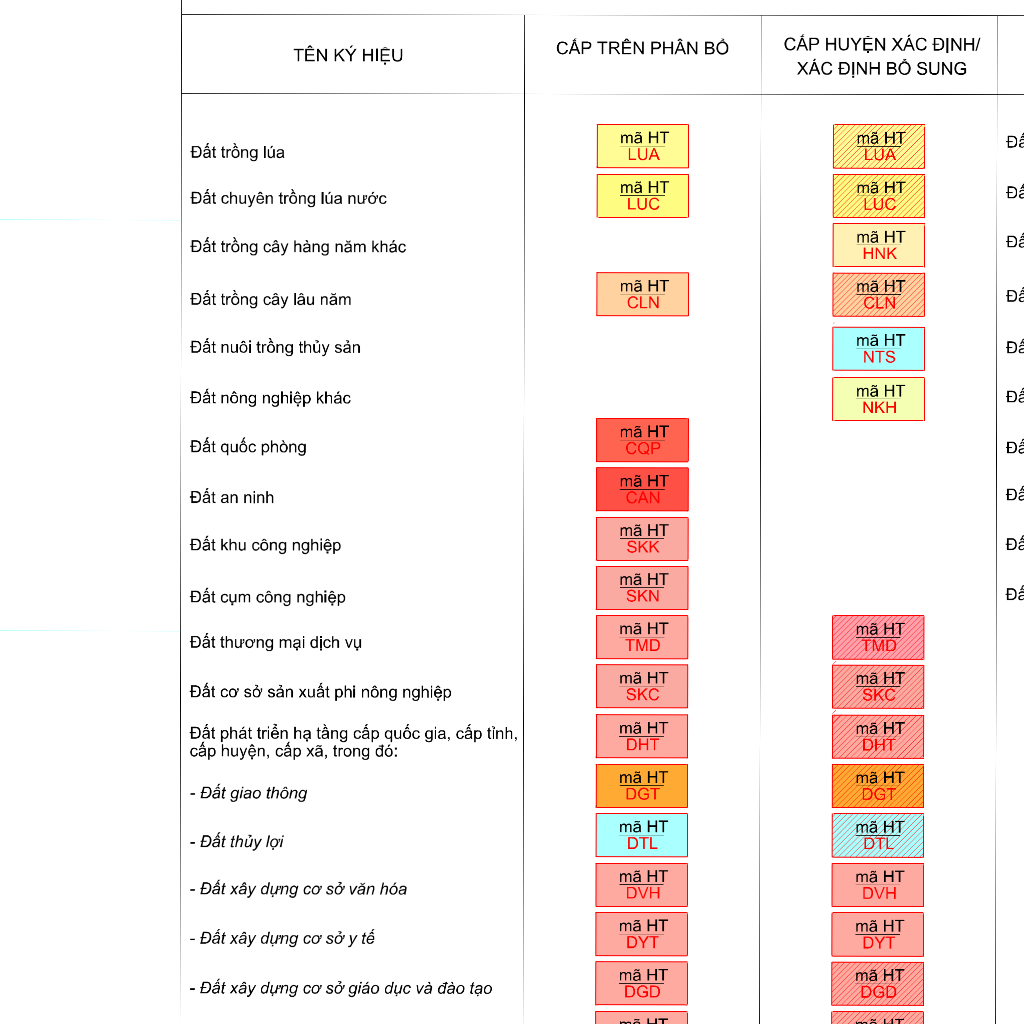 TÊN KÝ HIỆU
CẤP TRÊN PHÂN BỔ
CẤP HUYỆN XÁC ĐỊNH/
XÁC ĐỊNH BỔ SUNG
Đất trồng lúa
mã HT
LUA
mã HT
LUA
Đất chuyên trồng lúa nước
mã HT
LUC
mã HT
LUC
Đất trồng cây hàng năm khác
mã HT
HNK
Đất trồng cây lâu năm
mã HT
CLN
mã HT
CLN
Đất nuôi trồng thủy sản
mã HT
NTS
Đất nông nghiệp khác
mã HT
NKH
Đất quốc phòng
mã HT
CQP
Đất an ninh
mã HT
CAN
Đất khu công nghiệp
mã HT
SKK
Đất cụm công nghiệp
mã HT
SKN
Đất thương mại dịch vụ
mã HT
TMD
mã HT
TMD
Đất cơ sở sản xuất phi nông nghiệp
mã HT
SKC
mã HT
SKC
Đất phát triển hạ tầng cấp quốc gia, cấp tỉnh,
cấp huyện, cấp xã, trong đó:
mã HT
DHT
mã HT
DHT
- Đất giao thông
mã HT
DGT
mã HT
DGT
- Đất thủy lợi
mã HT
DTL
mã HT
DTL
- Đất xây dựng cơ sở văn hóa
mã HT
DVH
mã HT
DVH
- Đất xây dựng cơ sở y tế
mã HT
DYT
mã HT
DYT
- Đất xây dựng cơ sở giáo dục và đào tạo
mã HT
DGD
mã HT
DGD